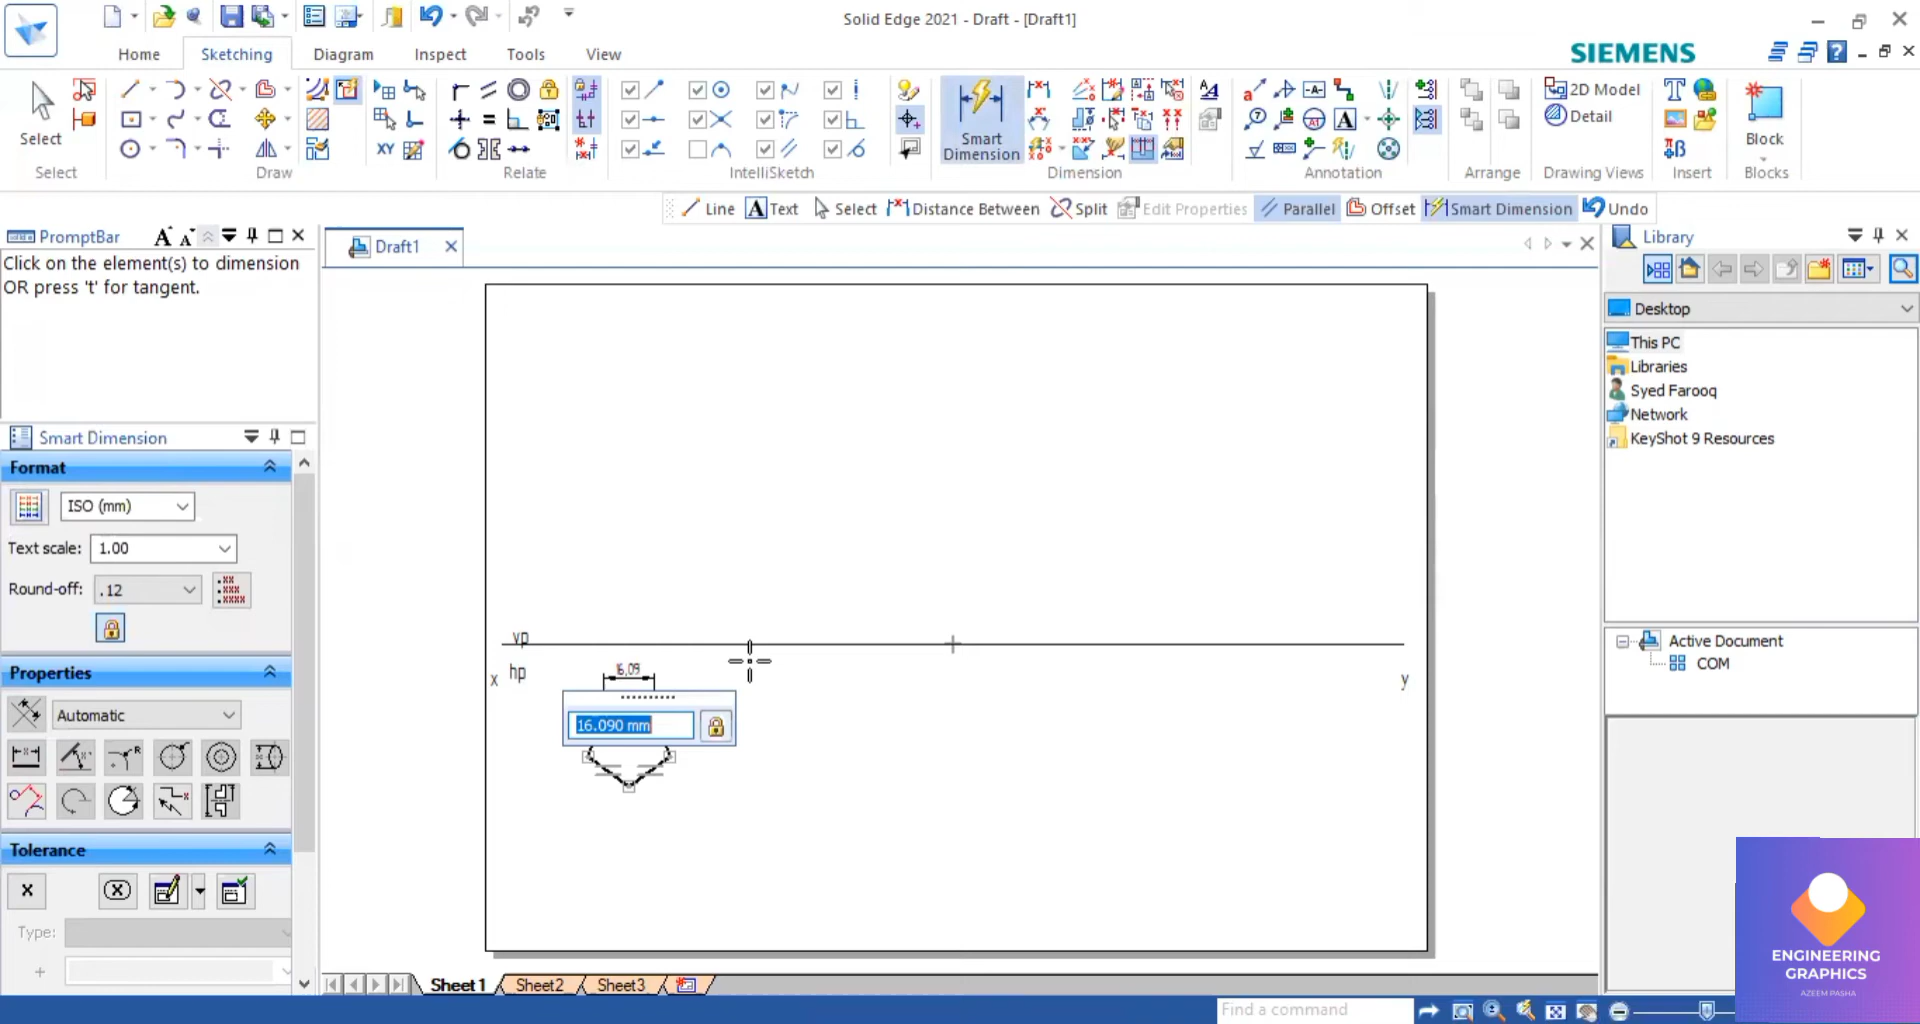 Solid Edge 2021 - Draft - [Draft1]
Home
Sketching
Diagram
Inspect
Tools
View
SIEMENS
Select
XY
Smart
Dimension
2D Model
Detail
Block
Select
Draw
Relate
IntelliSketch
Dimension
Annotation
Arrange
Drawing Views
Insert
Blocks
Line
Text
Select
Distance Between
Split
Edit Properties
Parallel
Offset
Smart Dimension
Undo
PromptBar
Click on the element(s) to dimension
OR press 't' for tangent.
Draft1
Library
Desktop
This PC
Libraries
Syed Farooq
Network
KeyShot 9 Resources
Active Document
COM
Smart Dimension
Format
ISO (mm)
Text scale: 1.00
Round-off: .12
Properties
Automatic
Tolerance
Type:
vp
hp
x
y
16,09
16.090 mm
Sheet1
Sheet2
Sheet3
Find a command
ENGINEERING
GRAPHICS
AZEEM PASHA